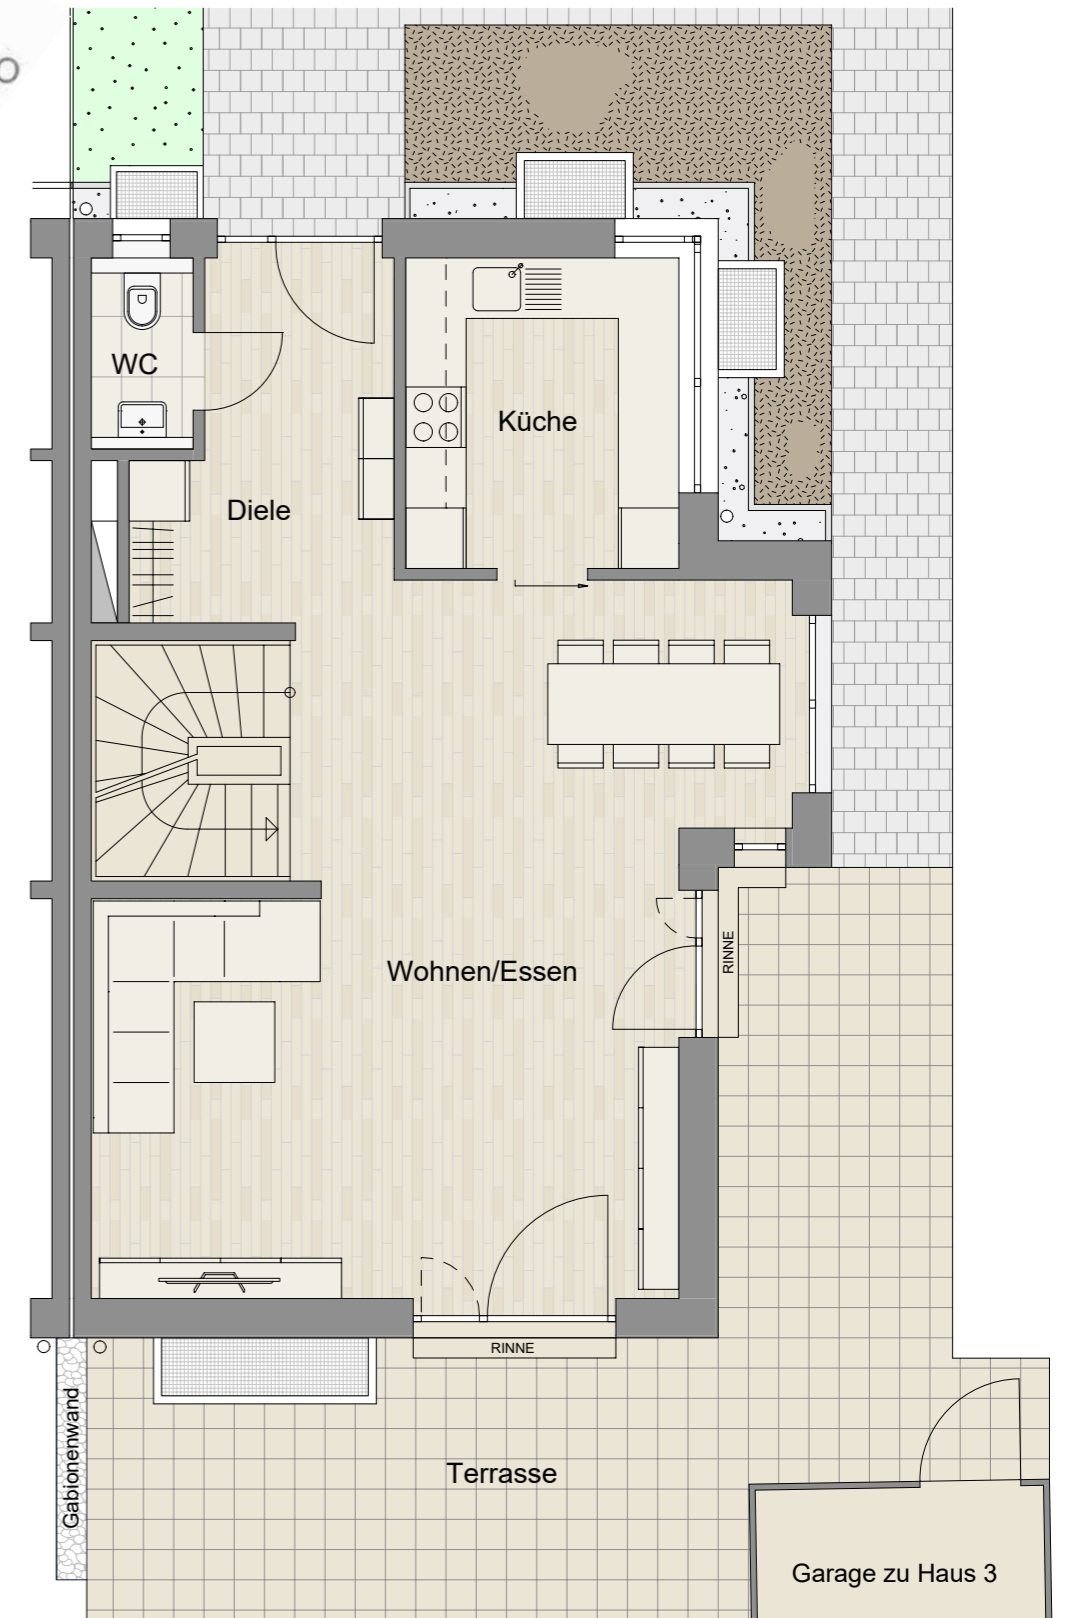 WC
Küche
Diele
Wohnen/Essen
RINNE
RINNE
Gabionenwand
Terrasse
Garage zu Haus 3